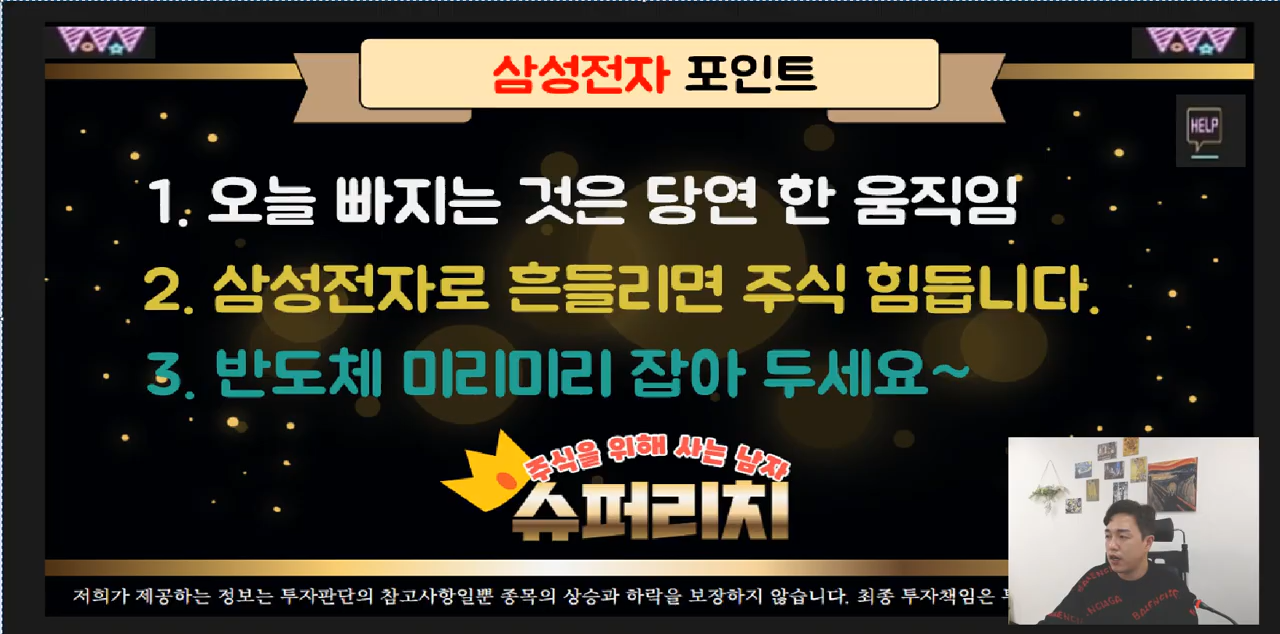 삼성전자 포인트
HELP
1. 오늘 빠지는 것은 당연 한 움직임
2. 삼성전자로 흔들리면 주식 힘듭니다.
3. 반도체 미리미리 잡아 두세요~
주식을 위해 사는 남자
슈퍼리치
저희가 제공하는 정보는 투자판단의 참고사항일뿐 종목의 상승과 하락을 보장하지 않습니다. 최종 투자책임은